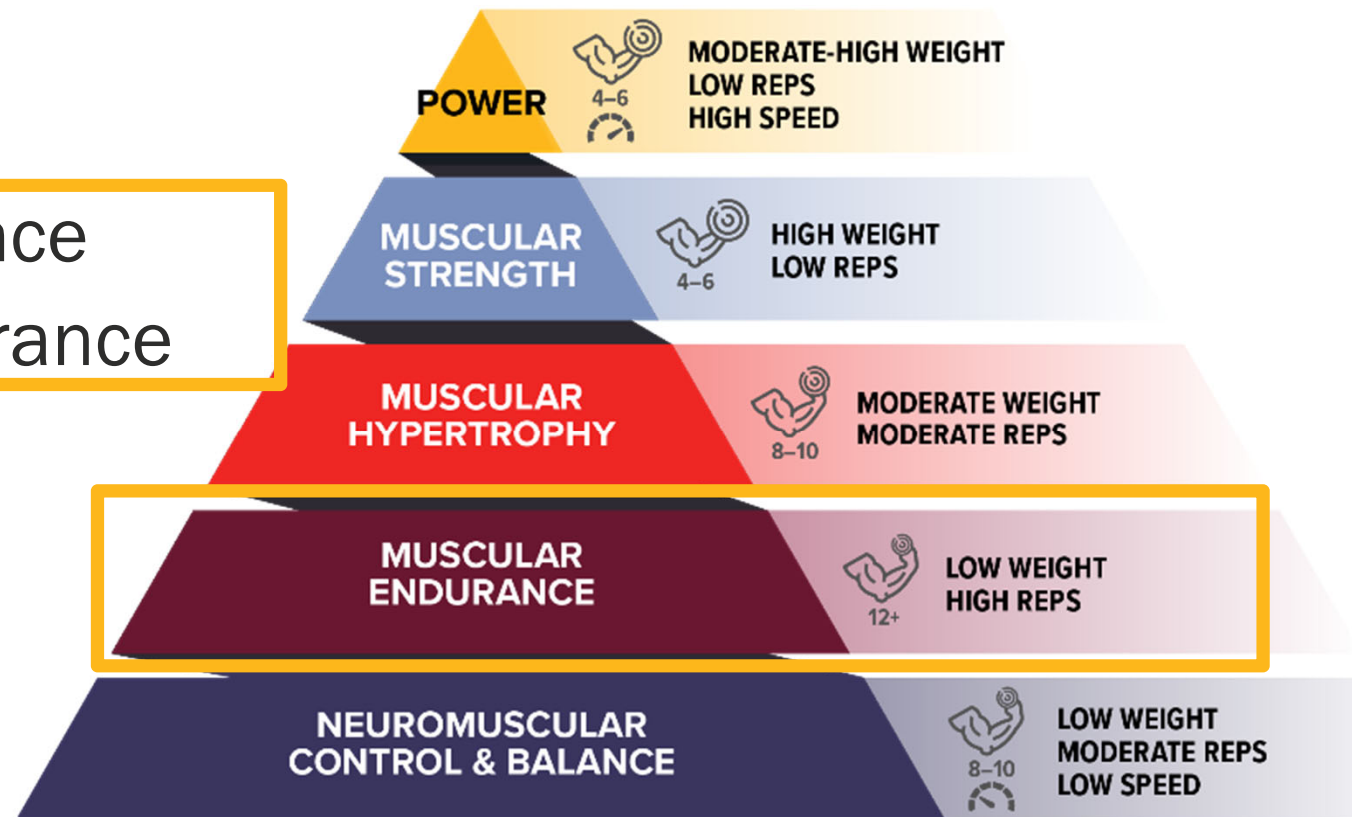 POWER
4–6
MODERATE-HIGH WEIGHT
LOW REPS
HIGH SPEED
nce
rance
MUSCULAR
STRENGTH
4–6
HIGH WEIGHT
LOW REPS
MUSCULAR
HYPERTROPHY
8–10
MODERATE WEIGHT
MODERATE REPS
MUSCULAR
ENDURANCE
12+
LOW WEIGHT
HIGH REPS
NEUROMUSCULAR
CONTROL & BALANCE
8–10
LOW WEIGHT
MODERATE REPS
LOW SPEED